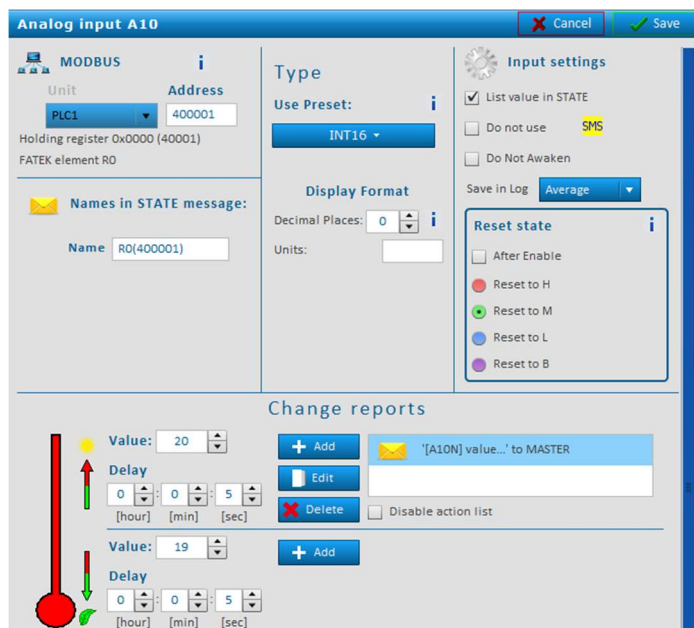 Analog input A10
Cancel
Save
MODBUS
i
Unit
Address
PLC1
400001
Holding register 0x0000 (40001)
FATEK element R0
Names in STATE message:
Name R0(400001)
Type
Use Preset:
i
INT16
Display Format
Decimal Places: 0
i
Units:
Input settings
List value in STATE
Do not use SMS
Do Not Awaken
Save in Log Average
Reset state
i
After Enable
Reset to H
Reset to M
Reset to L
Reset to B
Change reports
Value: 20
Delay
0 : 0 : 5
[hour] [min] [sec]
+ Add
Edit
Delete
'[A10N] value...' to MASTER
Disable action list
Value: 19
Delay
0 : 0 : 5
[hour] [min] [sec]
+ Add